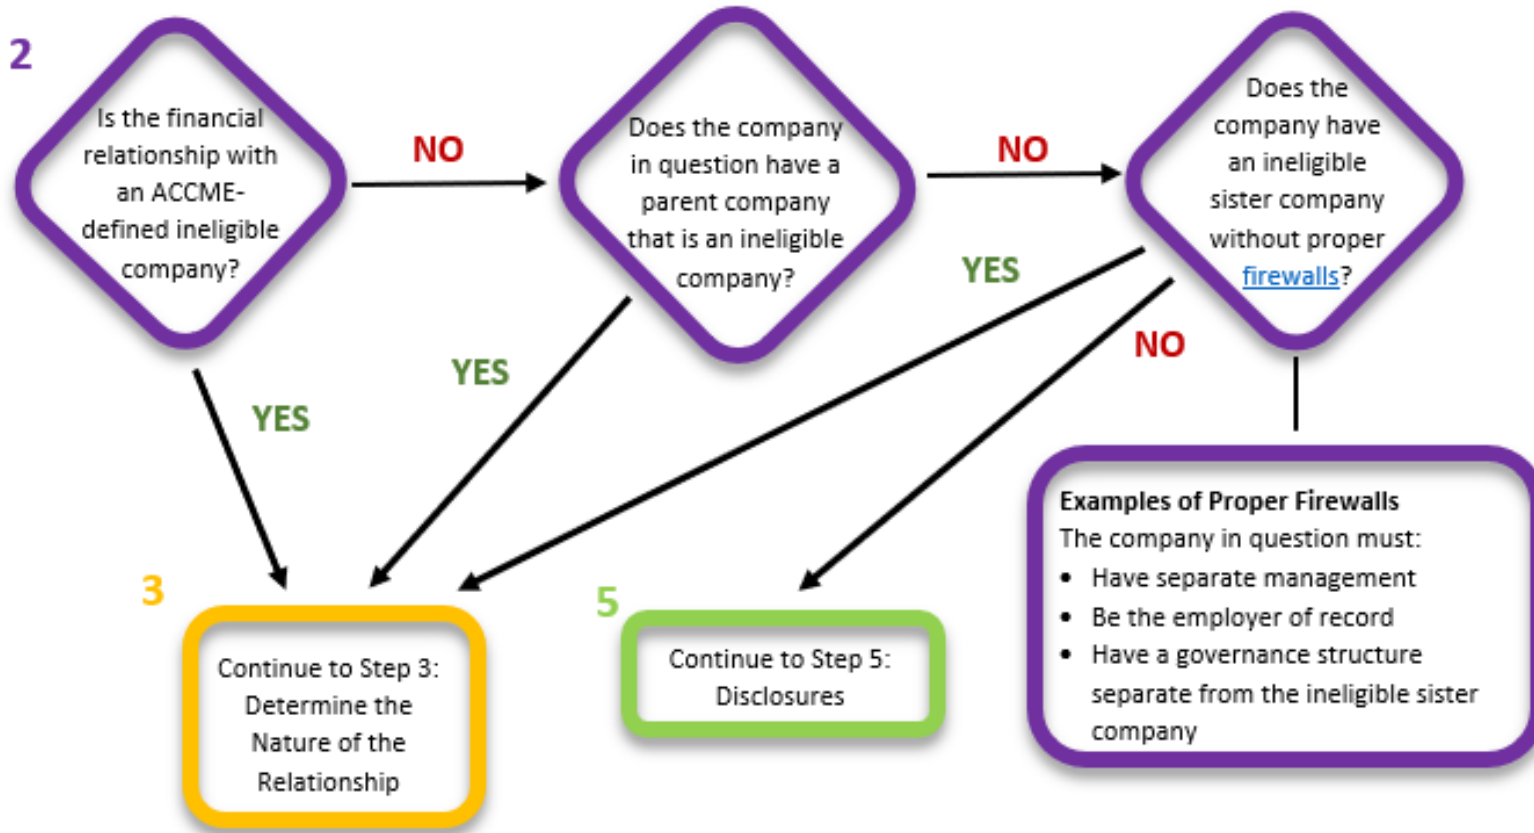 2
Is the financial
relationship with
an ACCME-
defined ineligible
company?
NO
Does the company
in question have a
parent company
that is an ineligible
company?
NO
Does the
company have
an ineligible
sister company
without proper
firewalls?
YES
YES
YES
NO
3
Continue to Step 3:
Determine the
Nature of the
Relationship
5
Continue to Step 5:
Disclosures
Examples of Proper Firewalls
The company in question must:
• Have separate management
• Be the employer of record
• Have a governance structure
separate from the ineligible sister
company